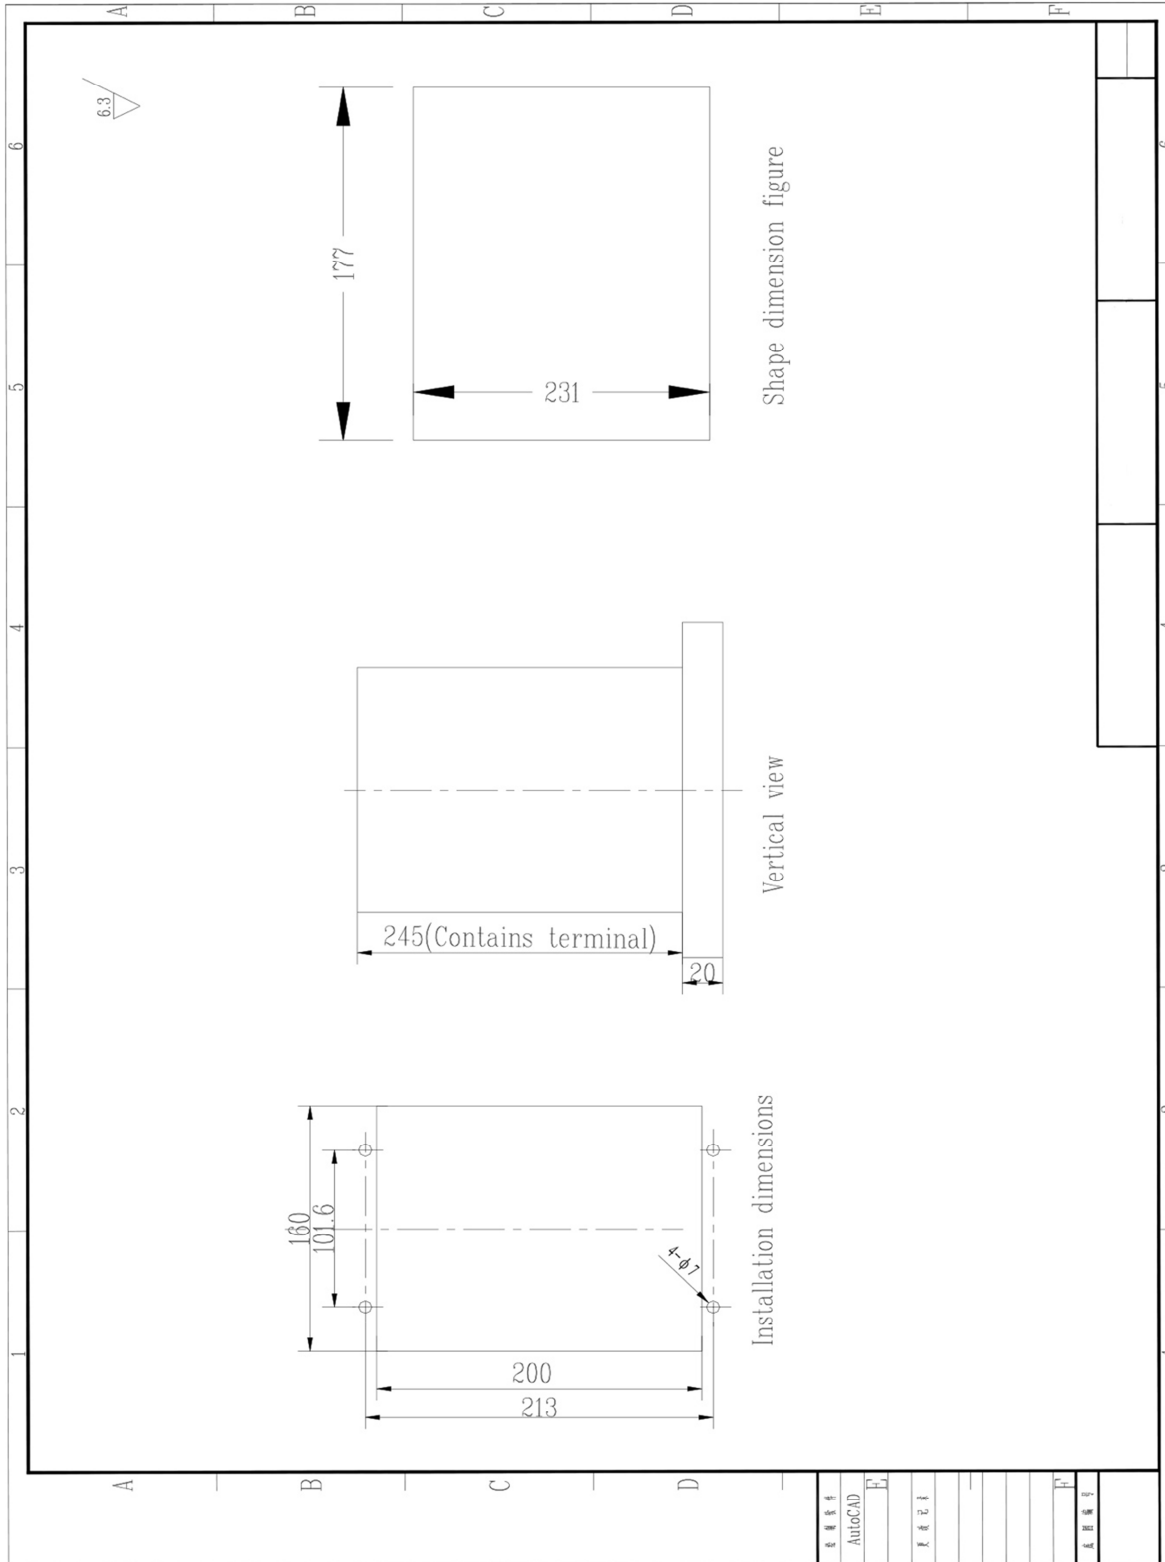 A
B
C
D
E
F
6.3
6
177
231
Shape dimension figure
5
4
Vertical view
3
245(Contains terminal)
20
2
160
101.6
4-ϕ7
Installation dimensions
1
200
213
A
B
C
D
E
F
AutoCAD